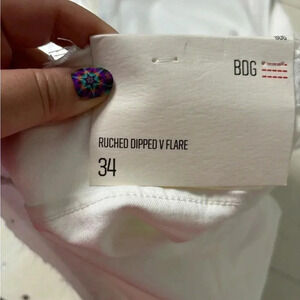 BDG
RUCHED DIPPED V FLARE
34